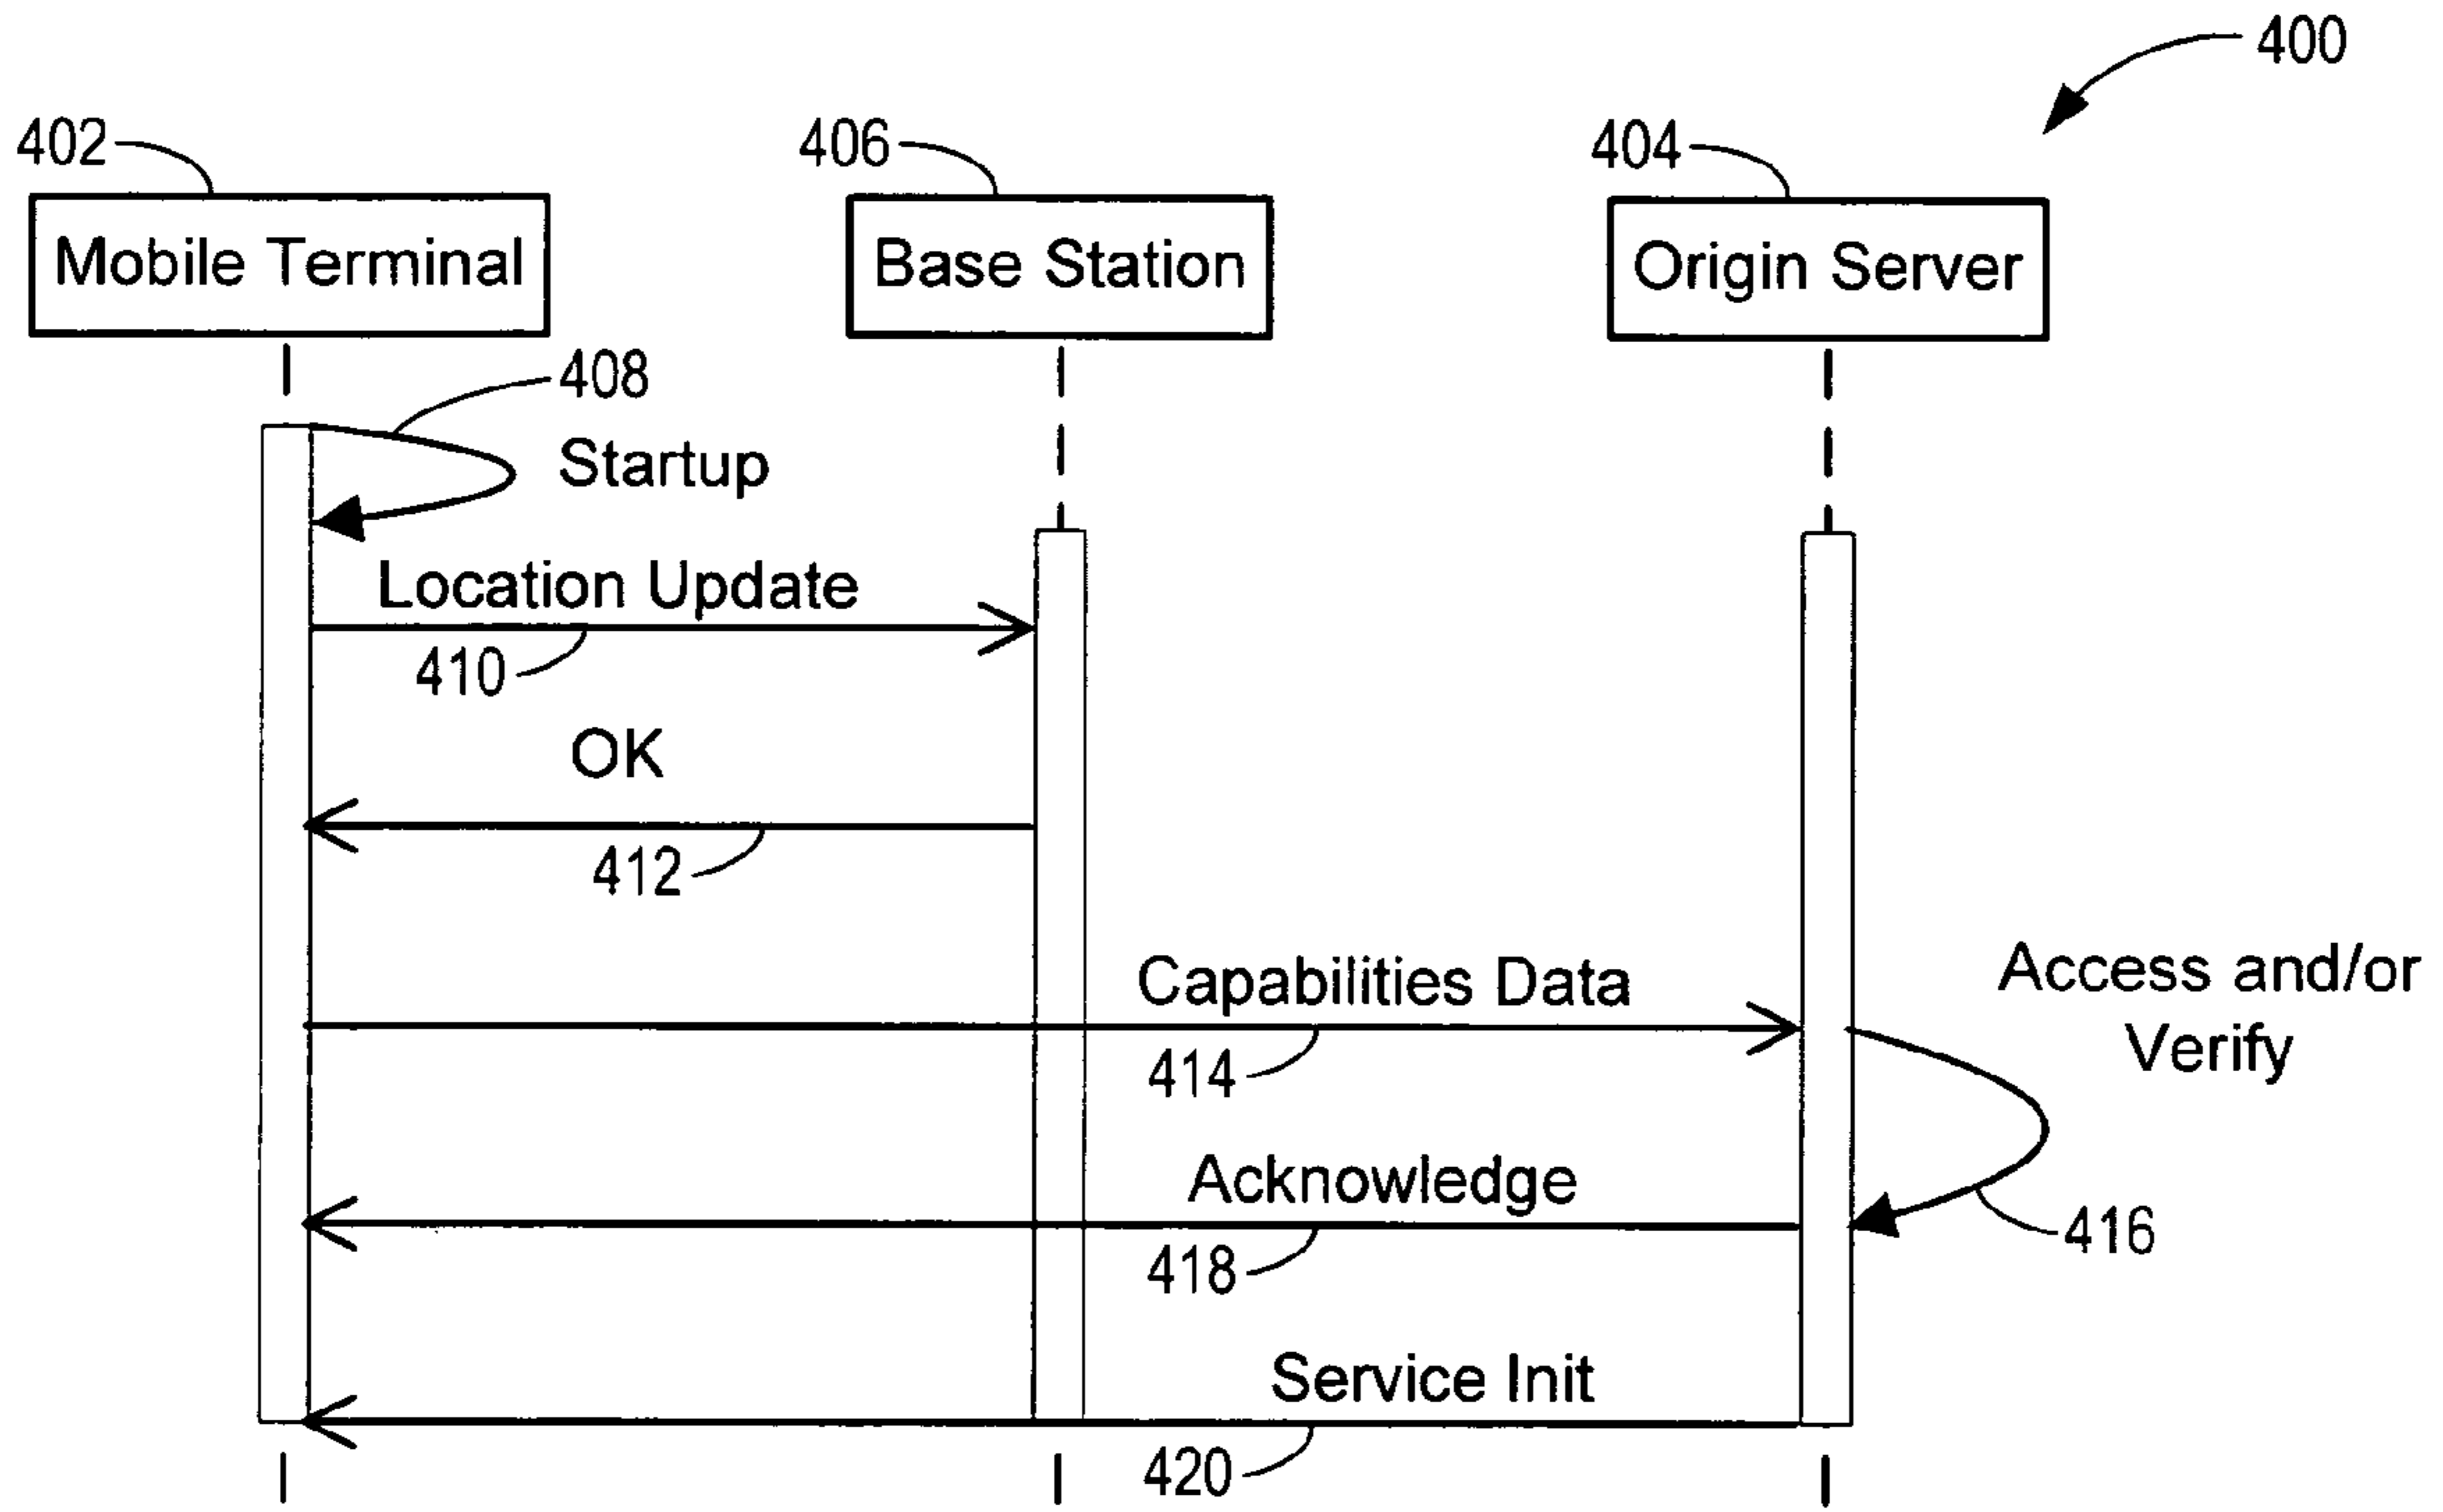 400
402
406
404
Mobile Terminal
Base Station
Origin Server
408
Startup
Location Update
410
OK
412
Capabilities Data
Access and/or
Verify
414
Acknowledge
416
418
Service Init
420